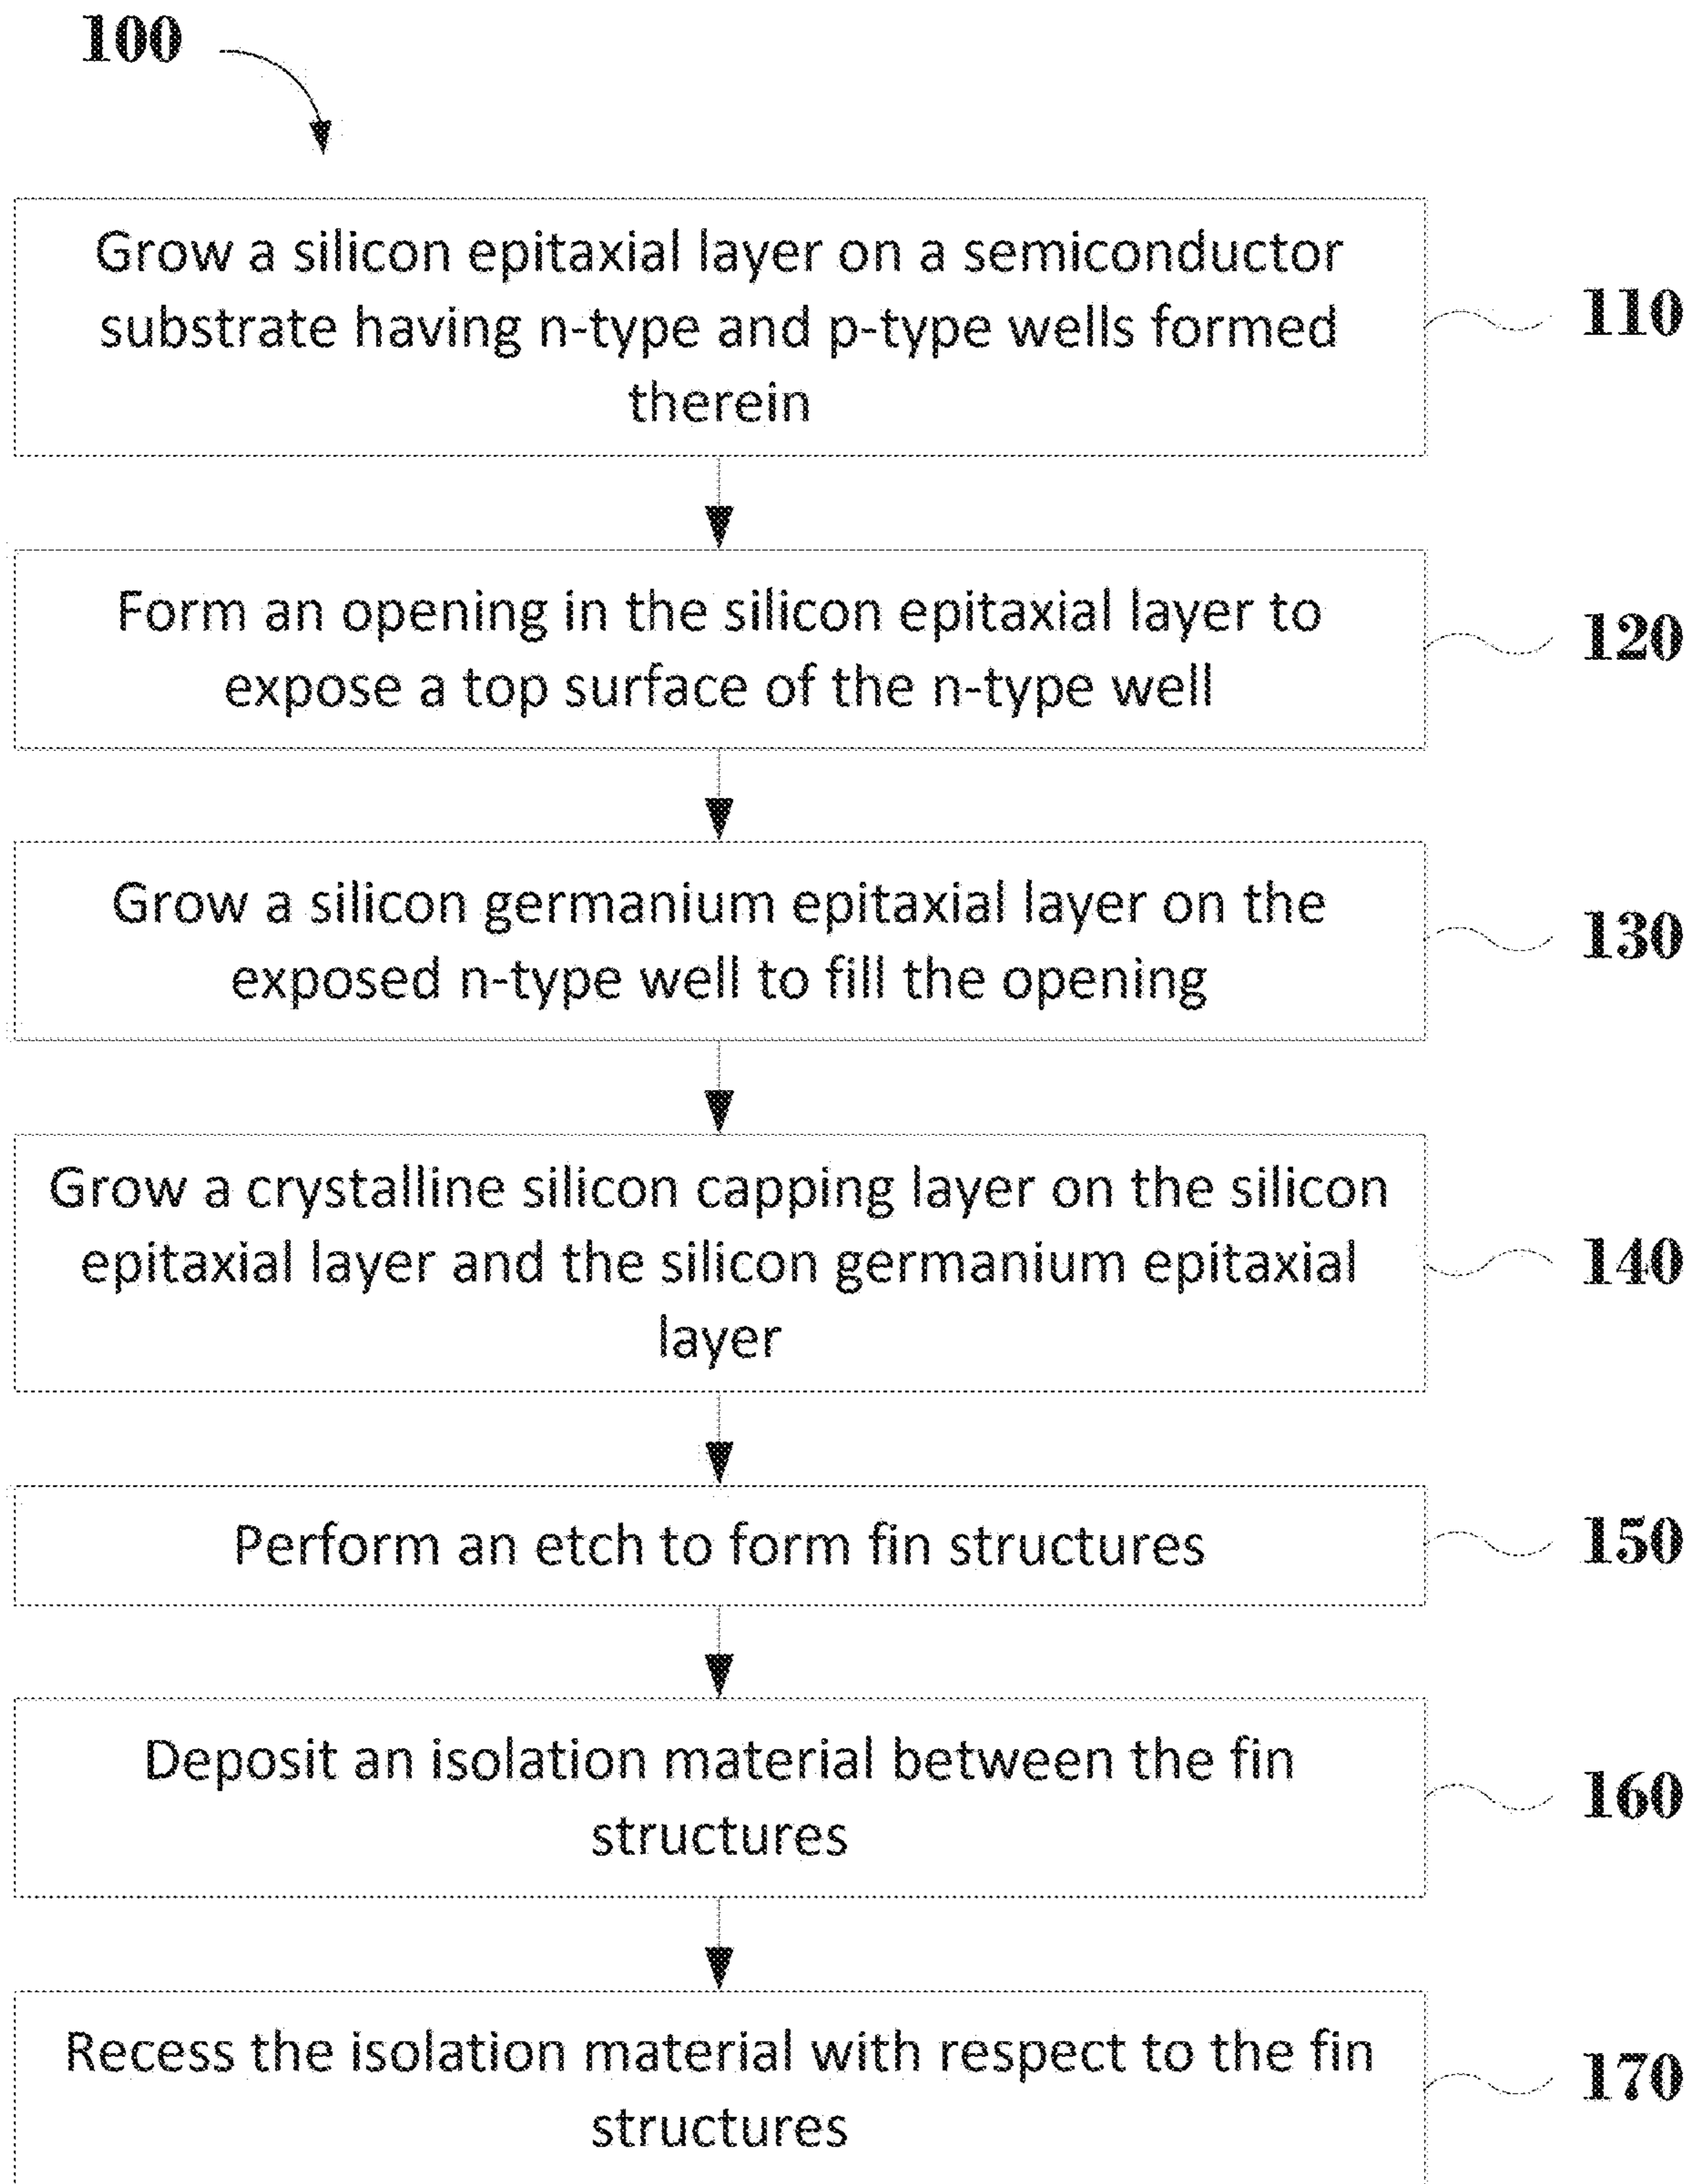 100
Grow a silicon epitaxial layer on a semiconductor
substrate having n-type and p-type wells formed
therein
110
Form an opening in the silicon epitaxial layer to
expose a top surface of the n-type well
120
Grow a silicon germanium epitaxial layer on the
exposed n-type well to fill the opening
130
Grow a crystalline silicon capping layer on the silicon
epitaxial layer and the silicon germanium epitaxial
layer
140
Perform an etch to form fin structures
150
Deposit an isolation material between the fin
structures
160
Recess the isolation material with respect to the fin
structures
170